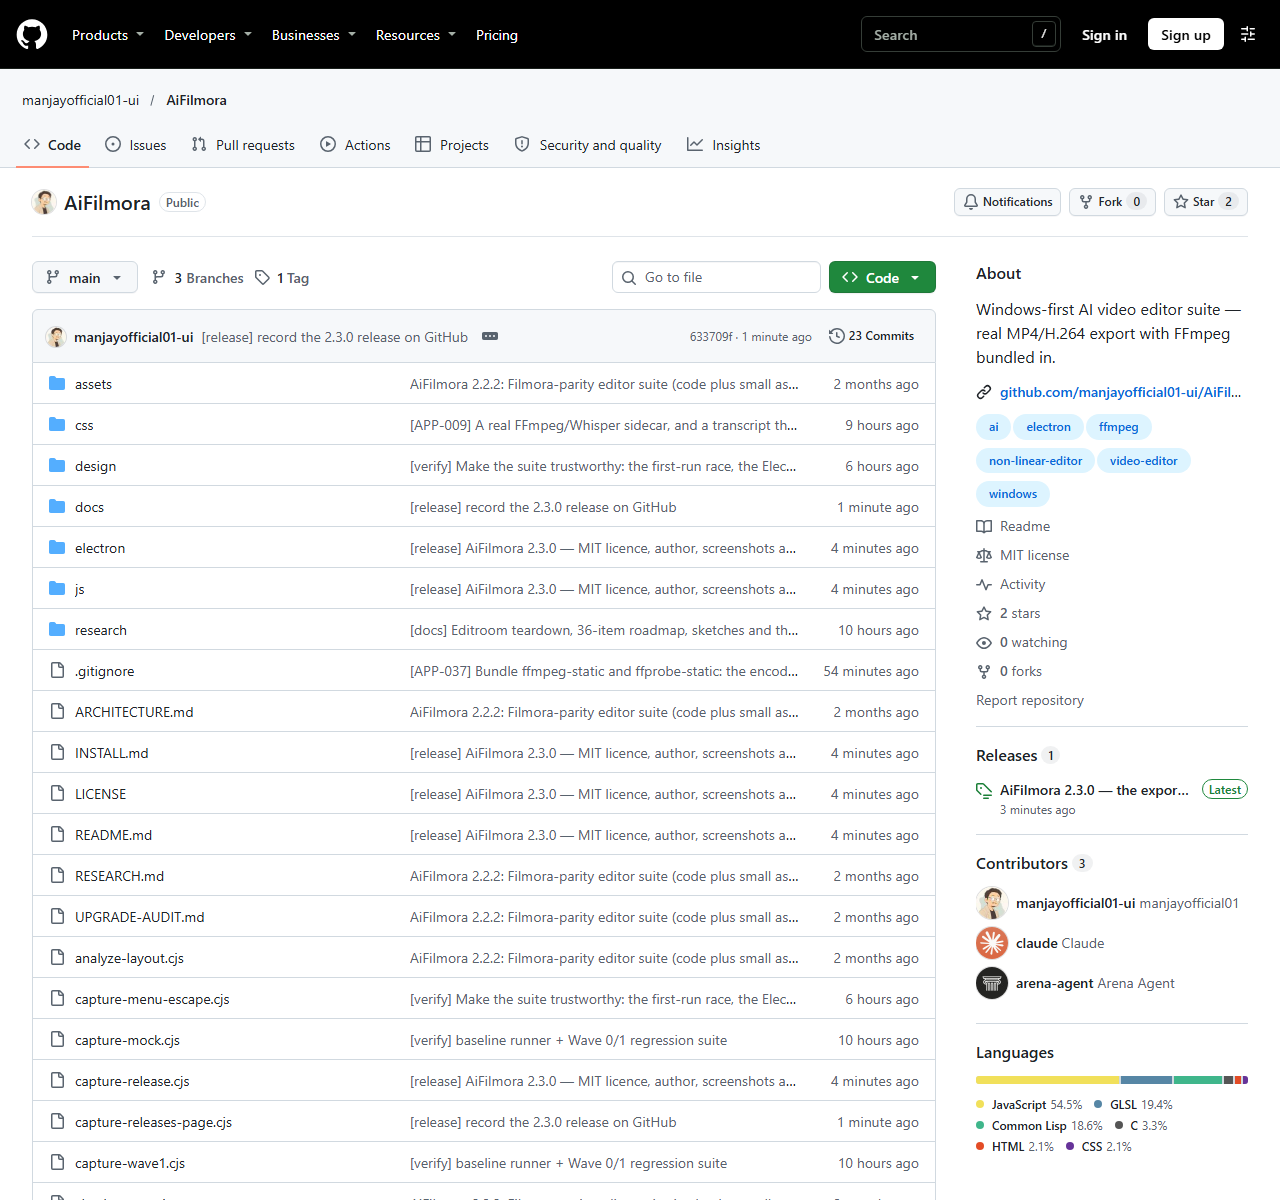 Products Developers Businesses Resources Pricing Search / Sign in Sign up
manjayofficial01-ui / AiFilmora
Code Issues Pull requests Actions Projects Security and quality Insights
AiFilmora Public Notifications Fork 0 Star 2
main 3 Branches 1 Tag Go to file Code
manjayofficial01-ui [release] record the 2.3.0 release on GitHub 633709f · 1 minute ago 23 Commits
assets AiFilmora 2.2.2: Filmora-parity editor suite (code plus small as... 2 months ago
css [APP-009] A real FFmpeg/Whisper sidecar, and a transcript th... 9 hours ago
design [verify] Make the suite trustworthy: the first-run race, the Elec... 6 hours ago
docs [release] record the 2.3.0 release on GitHub 1 minute ago
electron [release] AiFilmora 2.3.0 — MIT licence, author, screenshots a... 4 minutes ago
js [release] AiFilmora 2.3.0 — MIT licence, author, screenshots a... 4 minutes ago
research [docs] Editroom teardown, 36-item roadmap, sketches and th... 10 hours ago
.gitignore [APP-037] Bundle ffmpeg-static and ffprobe-static: the encod... 54 minutes ago
ARCHITECTURE.md AiFilmora 2.2.2: Filmora-parity editor suite (code plus small as... 2 months ago
INSTALL.md [release] AiFilmora 2.3.0 — MIT licence, author, screenshots a... 4 minutes ago
LICENSE [release] AiFilmora 2.3.0 — MIT licence, author, screenshots a... 4 minutes ago
README.md [release] AiFilmora 2.3.0 — MIT licence, author, screenshots a... 4 minutes ago
RESEARCH.md AiFilmora 2.2.2: Filmora-parity editor suite (code plus small as... 2 months ago
UPGRADE-AUDIT.md AiFilmora 2.2.2: Filmora-parity editor suite (code plus small as... 2 months ago
analyze-layout.cjs AiFilmora 2.2.2: Filmora-parity editor suite (code plus small as... 2 months ago
capture-menu-escape.cjs [verify] Make the suite trustworthy: the first-run race, the Elec... 6 hours ago
capture-mock.cjs [verify] baseline runner + Wave 0/1 regression suite 10 hours ago
capture-release.cjs [release] AiFilmora 2.3.0 — MIT licence, author, screenshots a... 4 minutes ago
capture-releases-page.cjs [release] record the 2.3.0 release on GitHub 1 minute ago
capture-wave1.cjs [verify] baseline runner + Wave 0/1 regression suite 10 hours ago
About
Windows-first AI video editor suite —
real MP4/H.264 export with FFmpeg
bundled in.
github.com/manjayofficial01-ui/AiFil...
ai electron ffmpeg
non-linear-editor video-editor
windows
Readme
MIT license
Activity
2 stars
0 watching
0 forks
Report repository
Releases 1
AiFilmora 2.3.0 — the expor... Latest
3 minutes ago
Contributors 3
manjayofficial01-ui manjayofficial01
claude Claude
arena-agent Arena Agent
Languages
JavaScript 54.5% GLSL 19.4%
Common Lisp 18.6% C 3.3%
HTML 2.1% CSS 2.1%